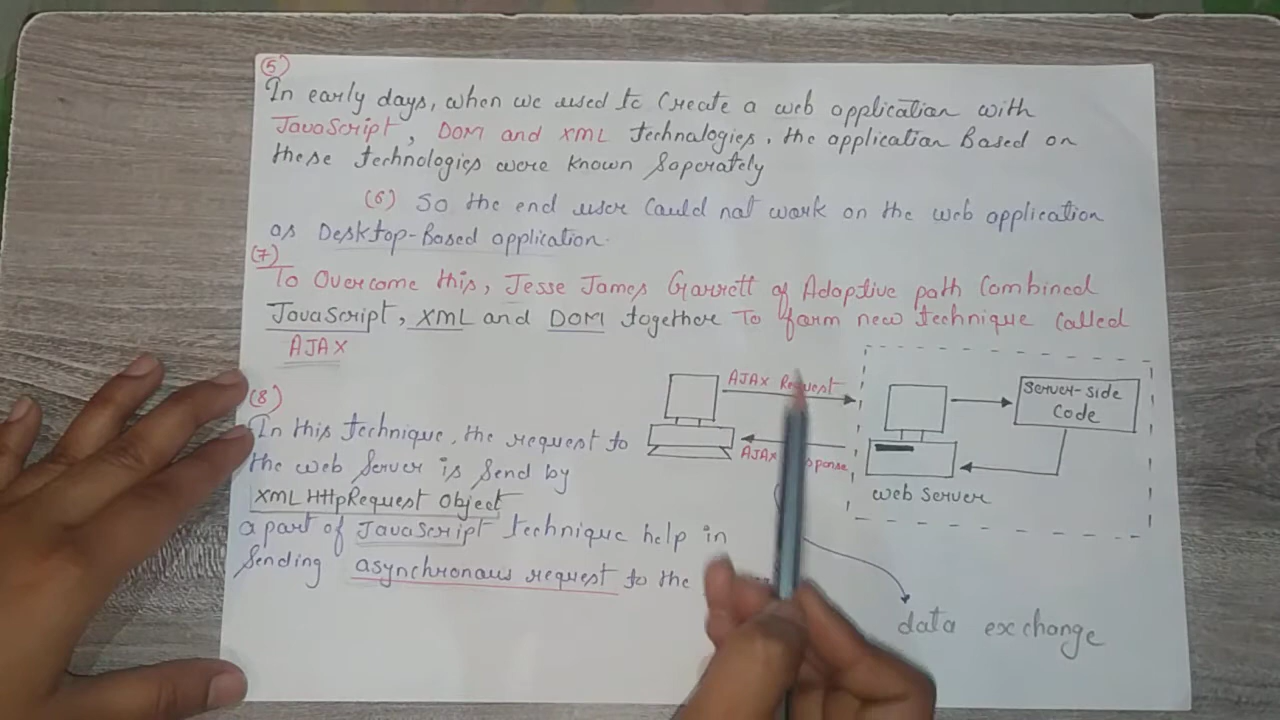 (5)
In early days, when we used to Create a web application with
JavaScript, DOM and XML technologies, the application Based on
these technologies were known Saperately
(6) So the end user Could not work on the web application
as Desktop-Based application.
(7)
To Overcome this, Jesse James Garrett of Adaptive path Combined
JavaScript, XML and DOM together To form new technique called
AJAX
(8)
In this technique, the request to
the web Server is Send by
XMLHttpRequest Object
a part of JavaScript technique help in
Sending asynchronous request to the
AJAX Request
AJAX
Server-Side
Code
web Server
data exchange